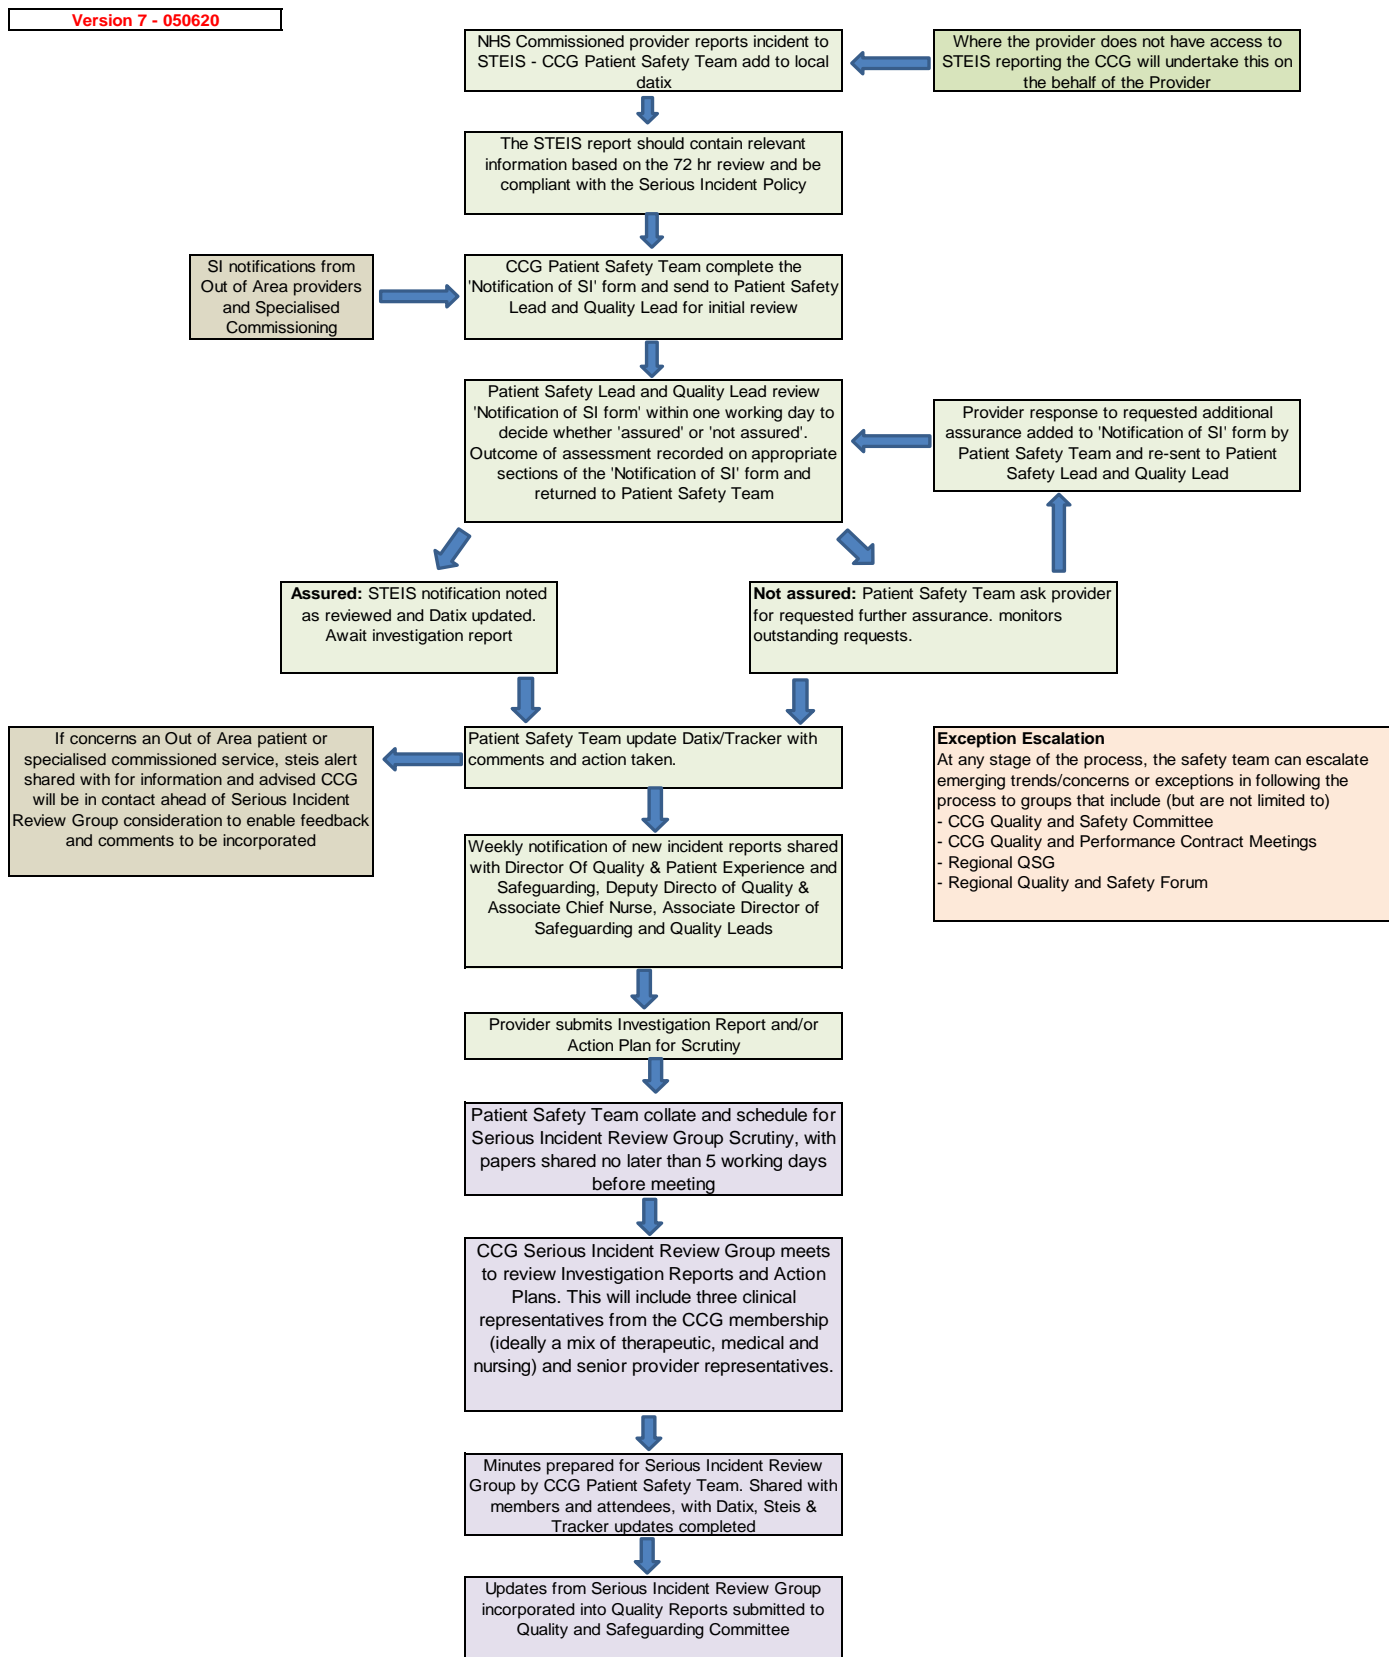 Version 7 - 050620
NHS Commissioned provider reports incident to
STEIS - CCG Patient Safety Team add to local
datix
Where the provider does not have access to
STEIS reporting the CCG will undertake this on
the behalf of the Provider
The STEIS report should contain relevant
information based on the 72 hr review and be
compliant with the Serious Incident Policy
SI notifications from
Out of Area providers
and Specialised
Commissioning
CCG Patient Safety Team complete the
'Notification of SI' form and send to Patient Safety
Lead and Quality Lead for initial review
Patient Safety Lead and Quality Lead review
'Notification of SI form' within one working day to
decide whether 'assured' or 'not assured'.
Outcome of assessment recorded on appropriate
sections of the 'Notification of SI' form and
returned to Patient Safety Team
Provider response to requested additional
assurance added to 'Notification of SI' form by
Patient Safety Team and re-sent to Patient
Safety Lead and Quality Lead
Assured: STEIS notification noted
as reviewed and Datix updated.
Await investigation report
Not assured: Patient Safety Team ask provider
for requested further assurance. monitors
outstanding requests.
If concerns an Out of Area patient or
specialised commissioned service, steis alert
shared with for information and advised CCG
will be in contact ahead of Serious Incident
Review Group consideration to enable feedback
and comments to be incorporated
Patient Safety Team update Datix/Tracker with
comments and action taken.
Exception Escalation
At any stage of the process, the safety team can escalate
emerging trends/concerns or exceptions in following the
process to groups that include (but are not limited to)
- CCG Quality and Safety Committee
- CCG Quality and Performance Contract Meetings
- Regional QSG
- Regional Quality and Safety Forum
Weekly notification of new incident reports shared
with Director Of Quality & Patient Experience and
Safeguarding, Deputy Directo of Quality &
Associate Chief Nurse, Associate Director of
Safeguarding and Quality Leads
Provider submits Investigation Report and/or
Action Plan for Scrutiny
Patient Safety Team collate and schedule for
Serious Incident Review Group Scrutiny, with
papers shared no later than 5 working days
before meeting
CCG Serious Incident Review Group meets
to review Investigation Reports and Action
Plans. This will include three clinical
representatives from the CCG membership
(ideally a mix of therapeutic, medical and
nursing) and senior provider representatives.
Minutes prepared for Serious Incident Review
Group by CCG Patient Safety Team. Shared with
members and attendees, with Datix, Steis &
Tracker updates completed
Updates from Serious Incident Review Group
incorporated into Quality Reports submitted to
Quality and Safeguarding Committee